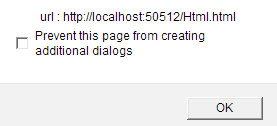 url : http://localhost:50512/Html.html
Prevent this page from creating
additional dialogs
OK